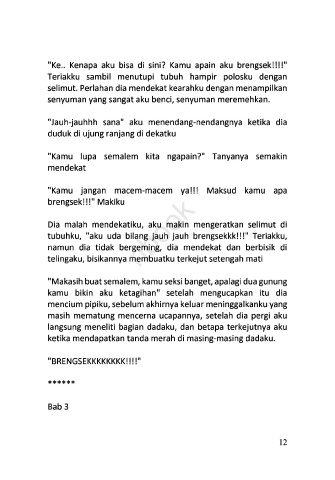 "Ke.. Kenapa aku bisa di sini? Kamu apain aku brengsek!!!!"
Teriakku sambil menutupi tubuh hampir polosku dengan
selimut. Perlahan dia mendekat kearahku dengan menampilkan
senyuman yang sangat aku benci, senyuman meremehkan.
"Jauh-jauhhh sana" aku menendang-nendangnya ketika dia
duduk di ujung ranjang di dekatku
"Kamu lupa semalem kita ngapain?" Tanyanya semakin
mendekat
"Kamu jangan macem-macem ya!!! Maksud kamu apa
brengsek!!!" Makiku
Dia malah mendekatiku, aku makin mengeratkan selimut di
tubuhku, "aku uda bilang jauh jauh brengsekkk!!!" Teriakku,
namun dia tidak bergeming, dia mendekat dan berbisik di
telingaku, bisikannya membuatku terkejut setengah mati
"Makasih buat semalem, kamu seksi banget, apalagi dua gunung
kamu bikin aku ketagihan" setelah mengucapkan itu dia
mencium pipiku, sebelum akhirnya keluar meninggalkanku yang
masih mematung mencerna ucapannya, setelah dia pergi aku
langsung meneliti bagian dadaku, dan betapa terkejutnya aku
ketika mendapatkan tanda merah di masing-masing dadaku.
"BRENGSEKKKKKKKK!!!!"
******
Bab 3
12